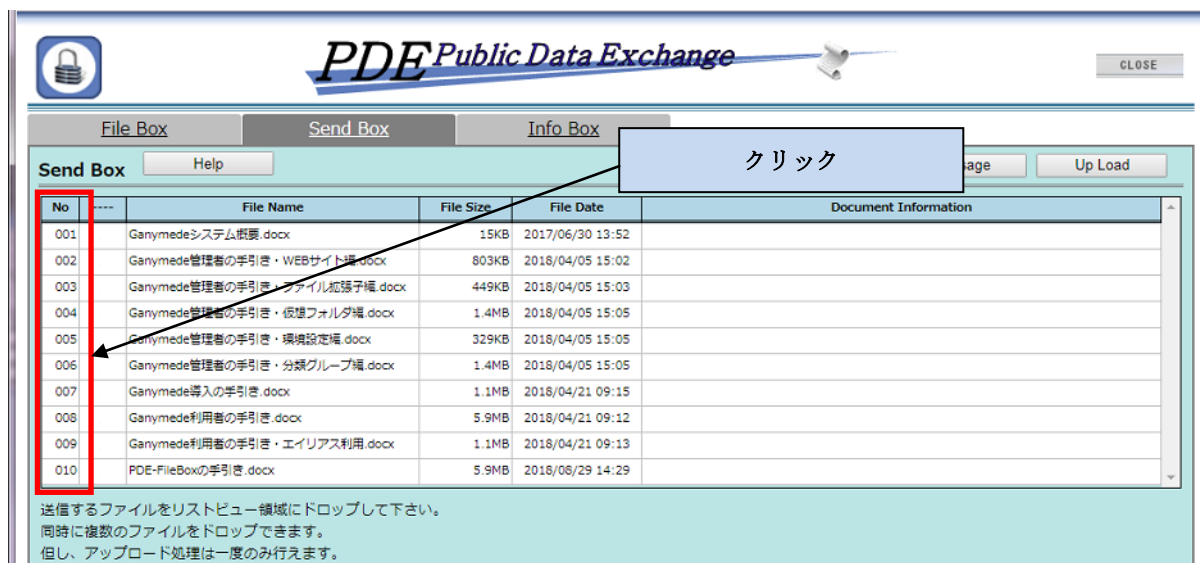 PDE Public Data Exchange
CLOSE
File Box Send Box Info Box
クリック
Send Box Help sage Up Load
No ---- File Name File Size File Date Document Information
001 Ganymedeシステム概要.docx 15KB 2017/06/30 13:52
002 Ganymede管理者の手引き・WEBサイト編.docx 803KB 2018/04/05 15:02
003 Ganymede管理者の手引き・ファイル拡張子編.docx 449KB 2018/04/05 15:03
004 Ganymede管理者の手引き・仮想フォルダ編.docx 1.4MB 2018/04/05 15:05
005 Ganymede管理者の手引き・環境設定編.docx 329KB 2018/04/05 15:05
006 Ganymede管理者の手引き・分類グループ編.docx 1.4MB 2018/04/05 15:05
007 Ganymede導入の手引き.docx 1.1MB 2018/04/21 09:15
008 Ganymede利用者の手引き.docx 5.9MB 2018/04/21 09:12
009 Ganymede利用者の手引き・エイリアス利用.docx 1.1MB 2018/04/21 09:13
010 PDE-FileBoxの手引き.docx 5.9MB 2018/08/29 14:29
送信するファイルをリストビュー領域にドロップして下さい。
同時に複数のファイルをドロップできます。
但し、アップロード処理は一度のみ行えます。